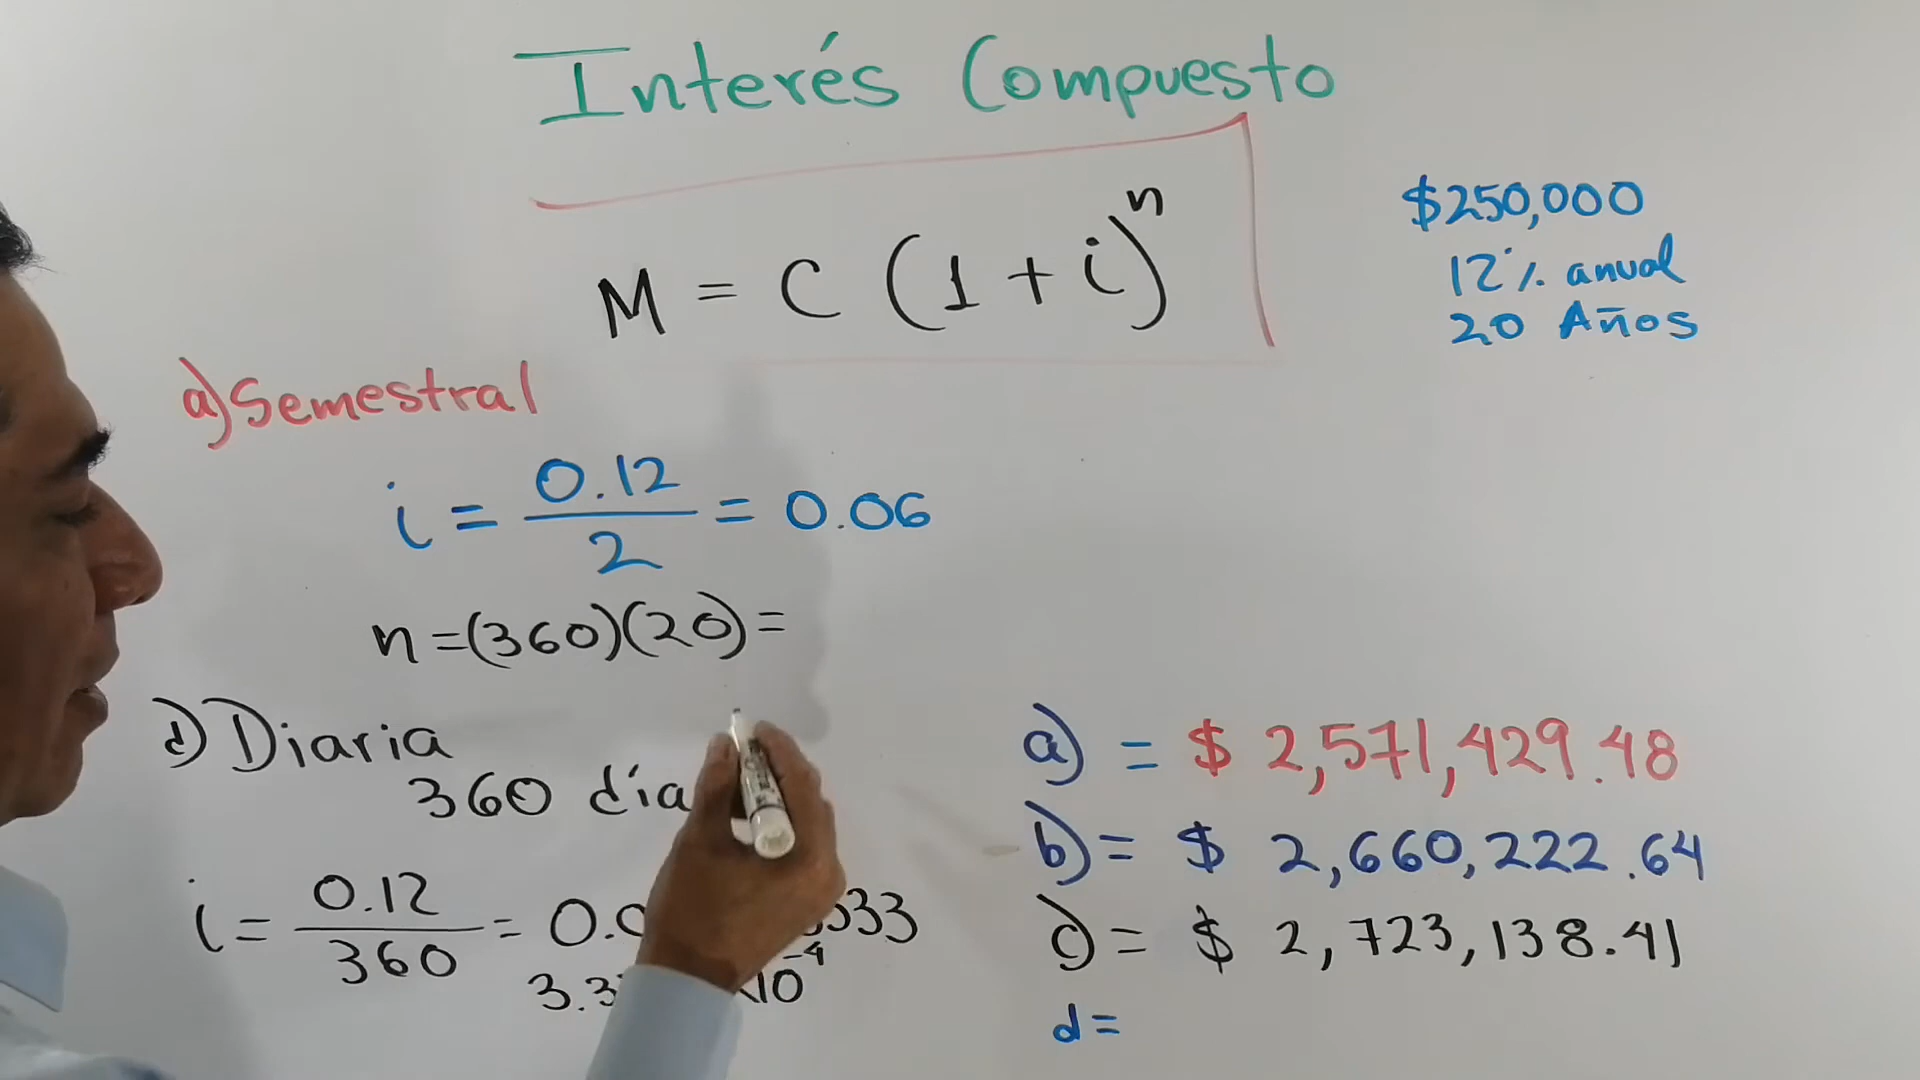 Interés Compuesto
M = C (1 + i)^n
$250,000
12% anual
20 Años
a) Semestral
i = 0.12/2 = 0.06
n = (360)(20) =
d) Diaria
360 día
i = 0.12/360 = 0.0 333
3.3 10^-4
a) = $ 2,571,429.48
b) = $ 2,660,222.64
c) = $ 2,723,138.41
d =